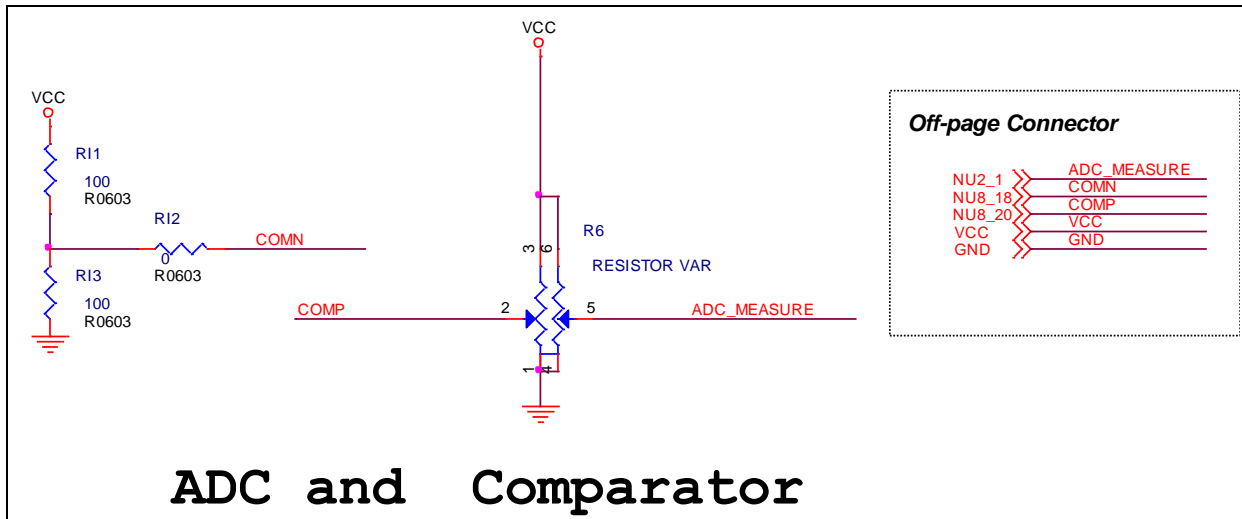 VCC
RI1
100
R0603
RI2
COMN
0
R0603
RI3
100
R0603
VCC
3
6
R6
RESISTOR VAR
COMP
2
5
ADC_MEASURE
1
4
Off-page Connector
NU2_1 ADC_MEASURE
NU8_18 COMN
NU8_20 COMP
VCC VCC
GND GND
ADC and Comparator